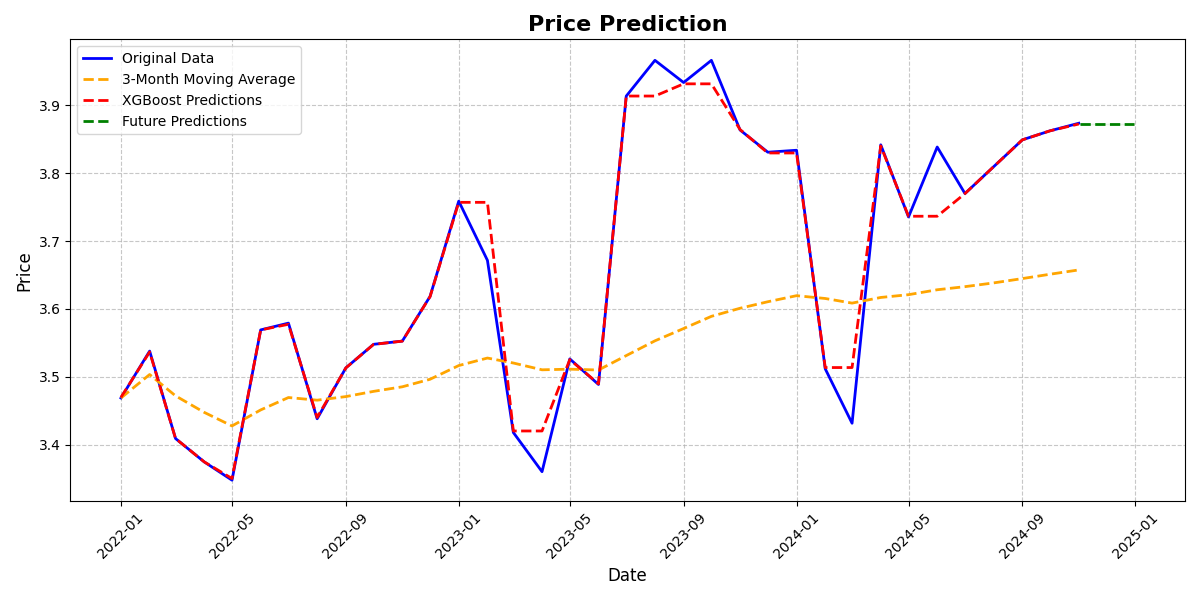 Price Prediction
Original Data
3-Month Moving Average
XGBoost Predictions
Future Predictions
Price
3.9
3.8
3.7
3.6
3.5
3.4
2022-01
2022-05
2022-09
2023-01
2023-05
2023-09
2024-01
2024-05
2024-09
2025-01
Date